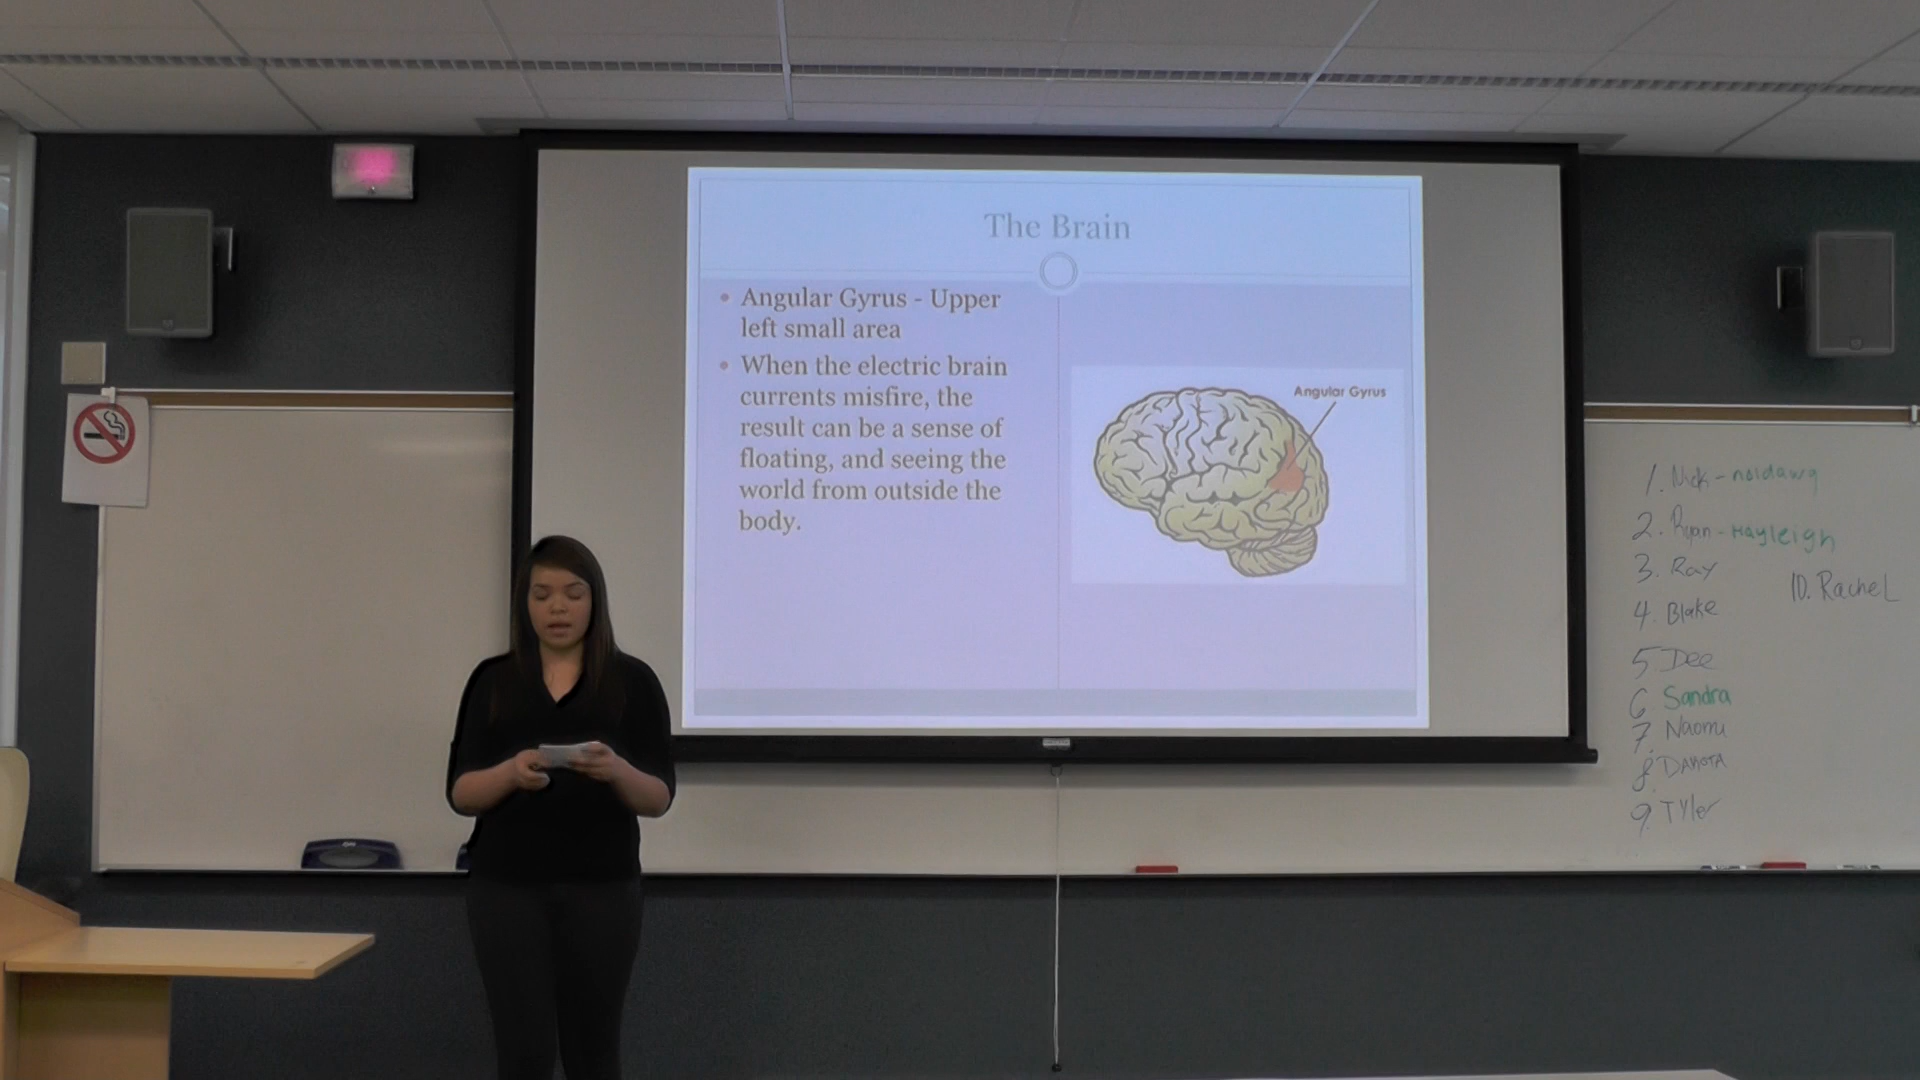 The Brain
• Angular Gyrus - Upper
left small area
• When the electric brain
currents misfire, the
result can be a sense of
floating, and seeing the
world from outside the
body.
Angular Gyrus
1. Nick - noidawg
2. Ryan - Hayleigh
3. Ray
4. Blake
5 Dee
6 Sandra
7. Naomi
8. DAKOTA
9. TYler
10. Rachel